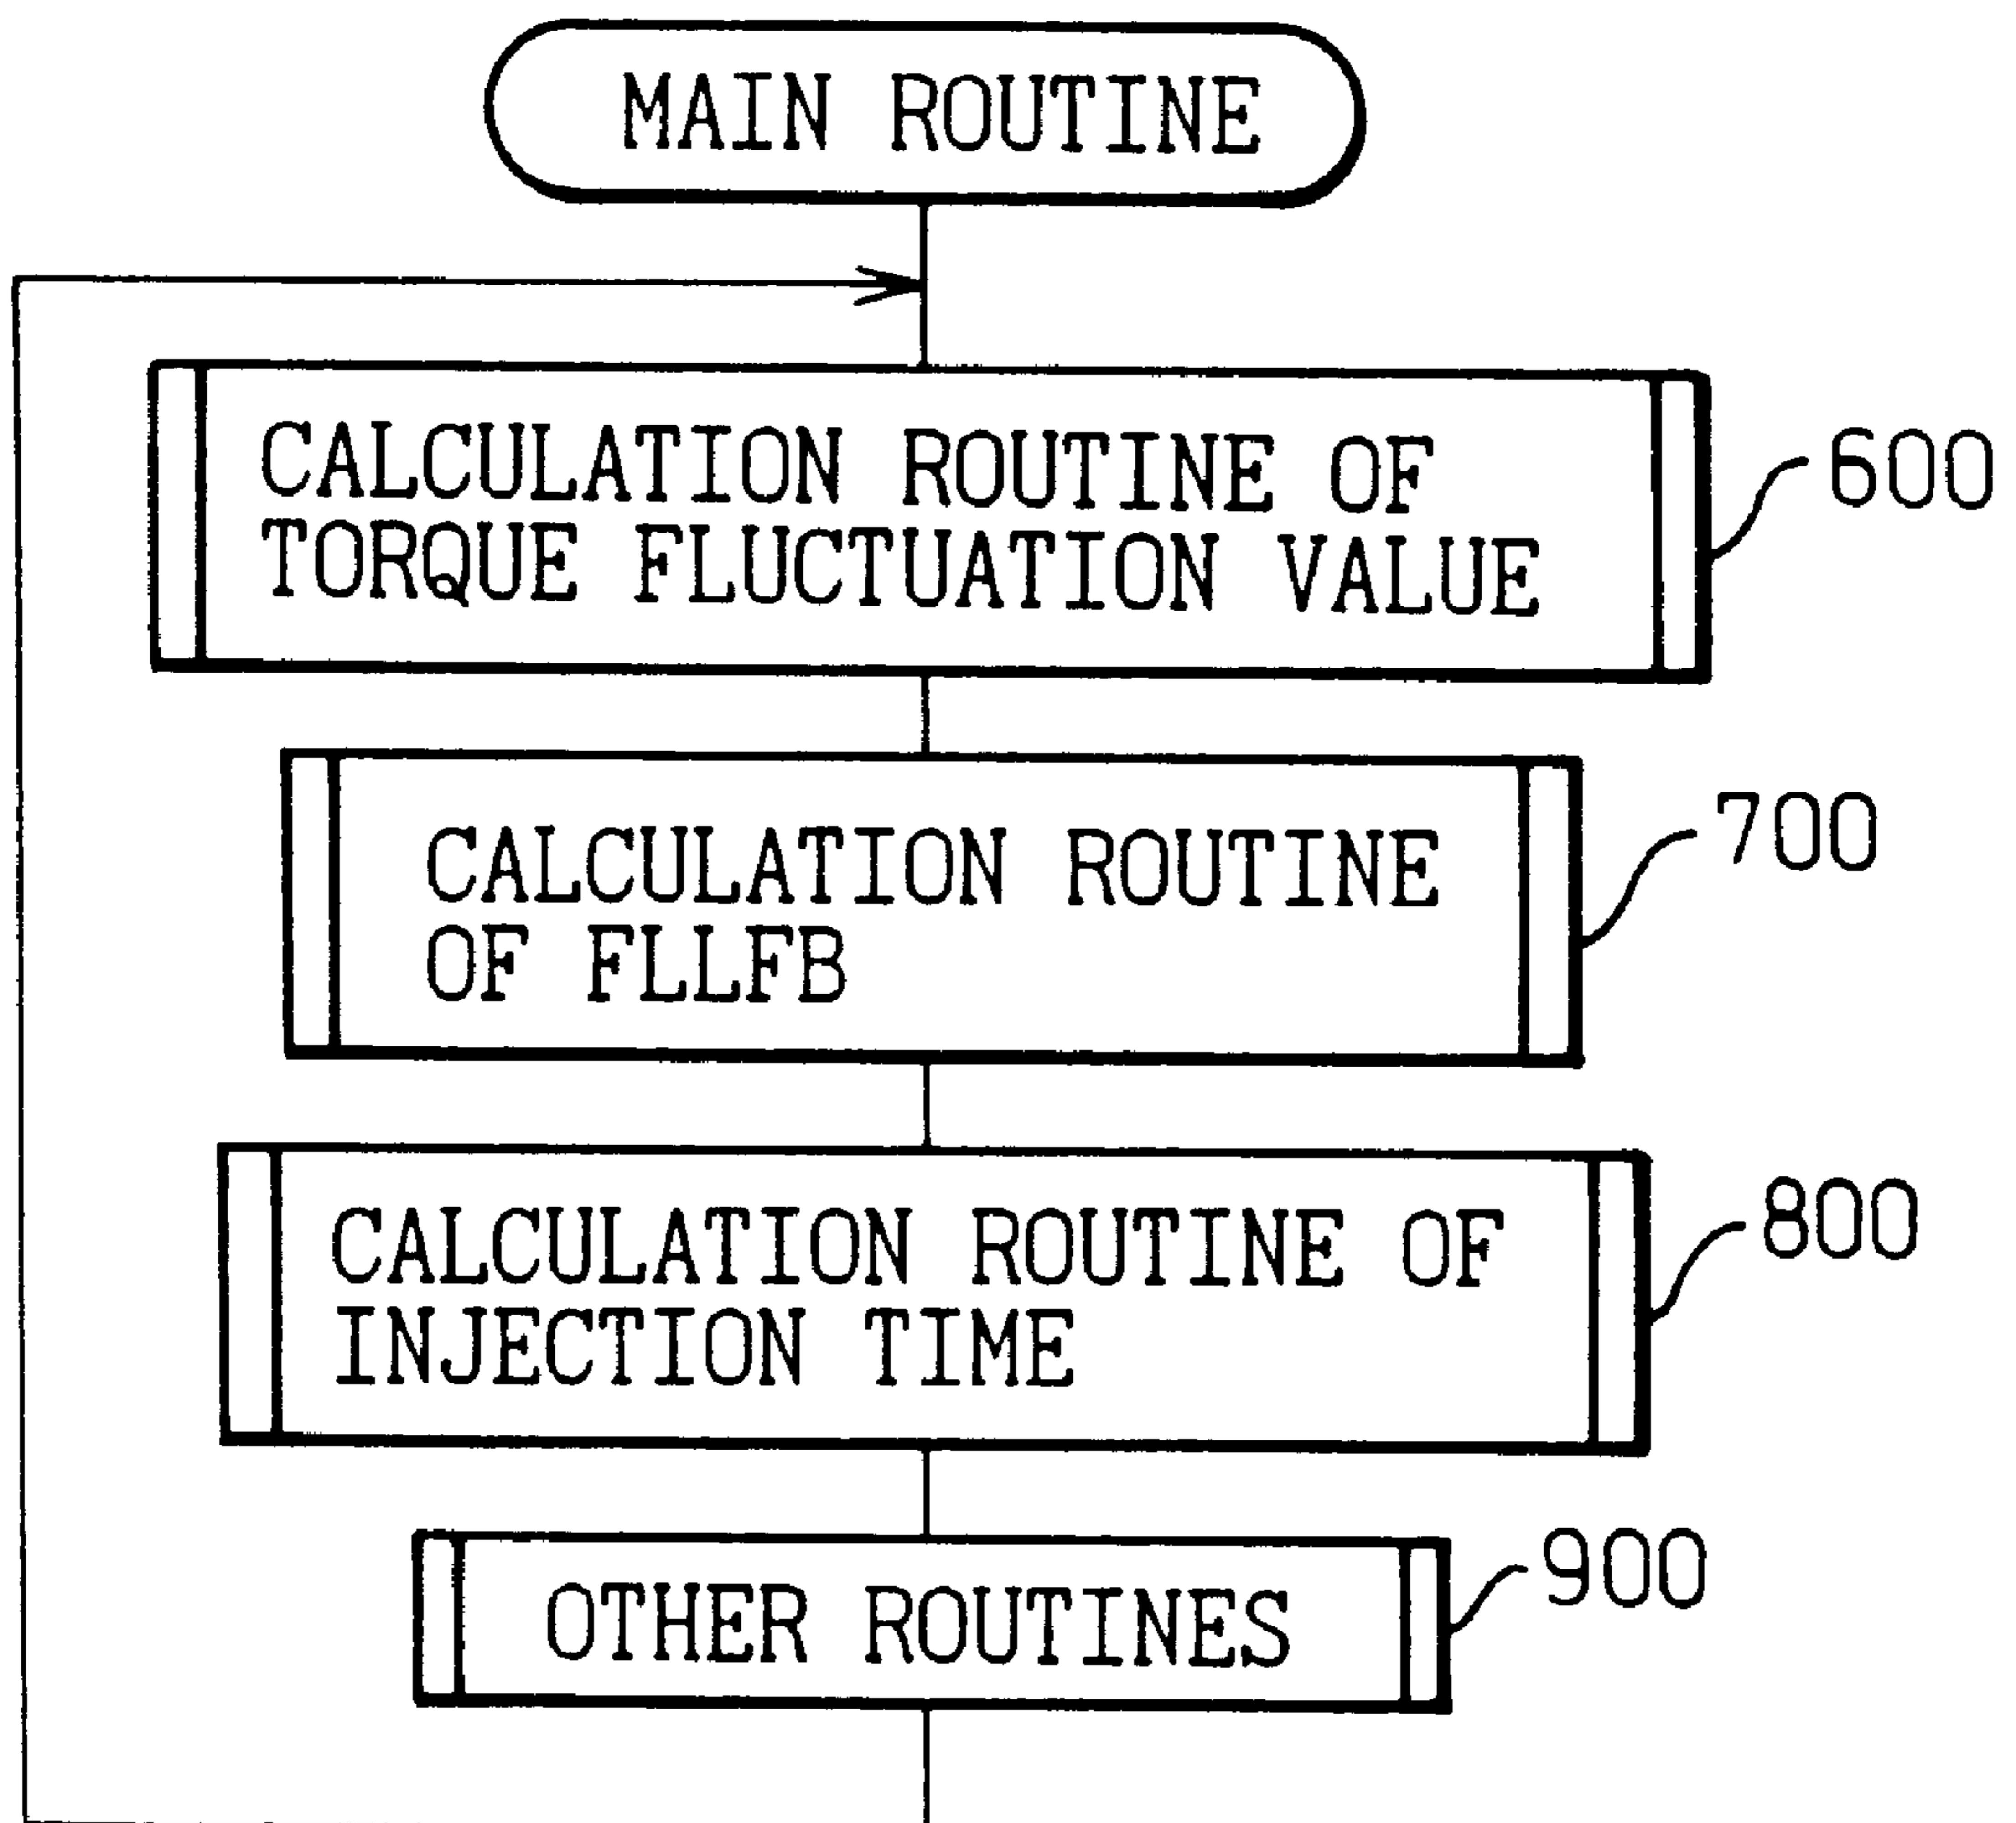 MAIN ROUTINE
CALCULATION ROUTINE OF
TORQUE FLUCTUATION VALUE
600
CALCULATION ROUTINE
OF FLLFB
700
CALCULATION ROUTINE OF
INJECTION TIME
800
OTHER ROUTINES
900